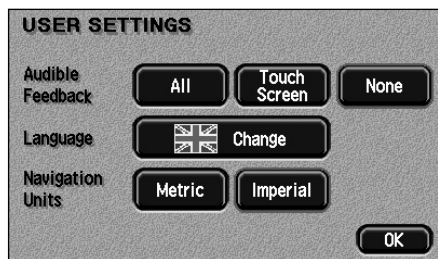 USER SETTINGS
Audible
Feedback
All
Touch
Screen
None
Language
Change
Navigation
Units
Metric
Imperial
OK